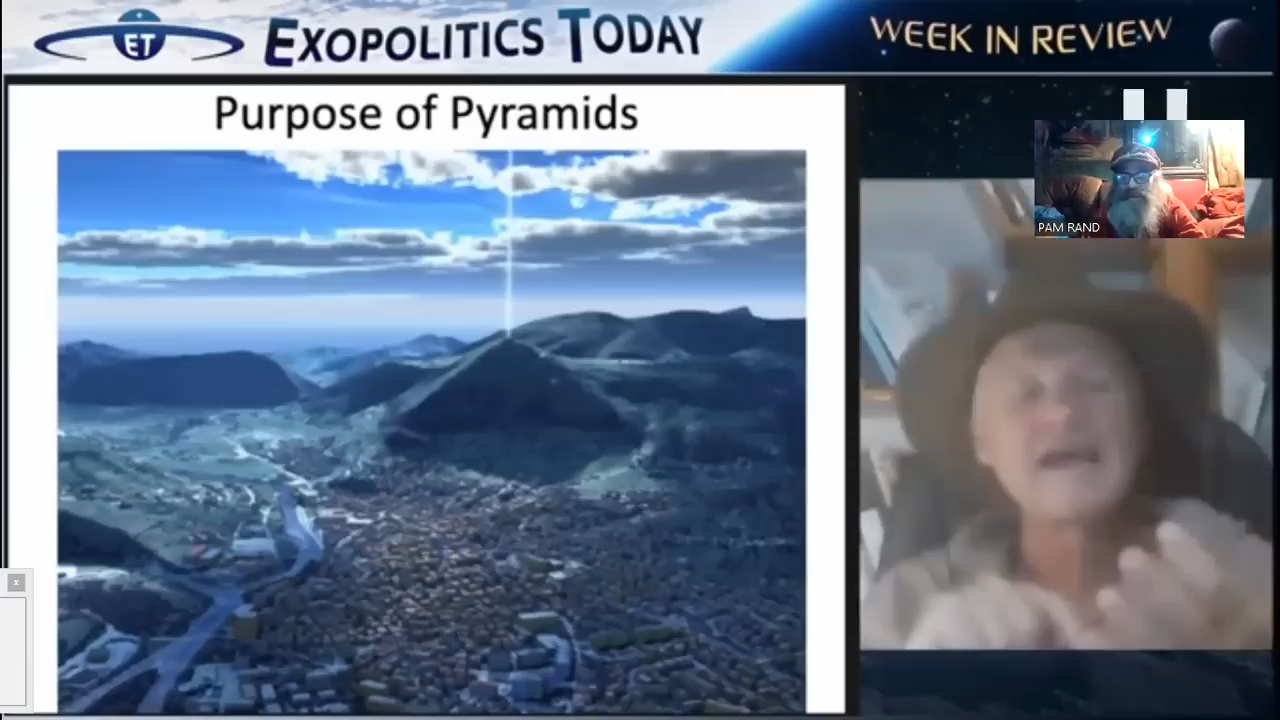 ET
EXOPOLITICS TODAY
WEEK IN REVIEW
Purpose of Pyramids
PAM RAND
x